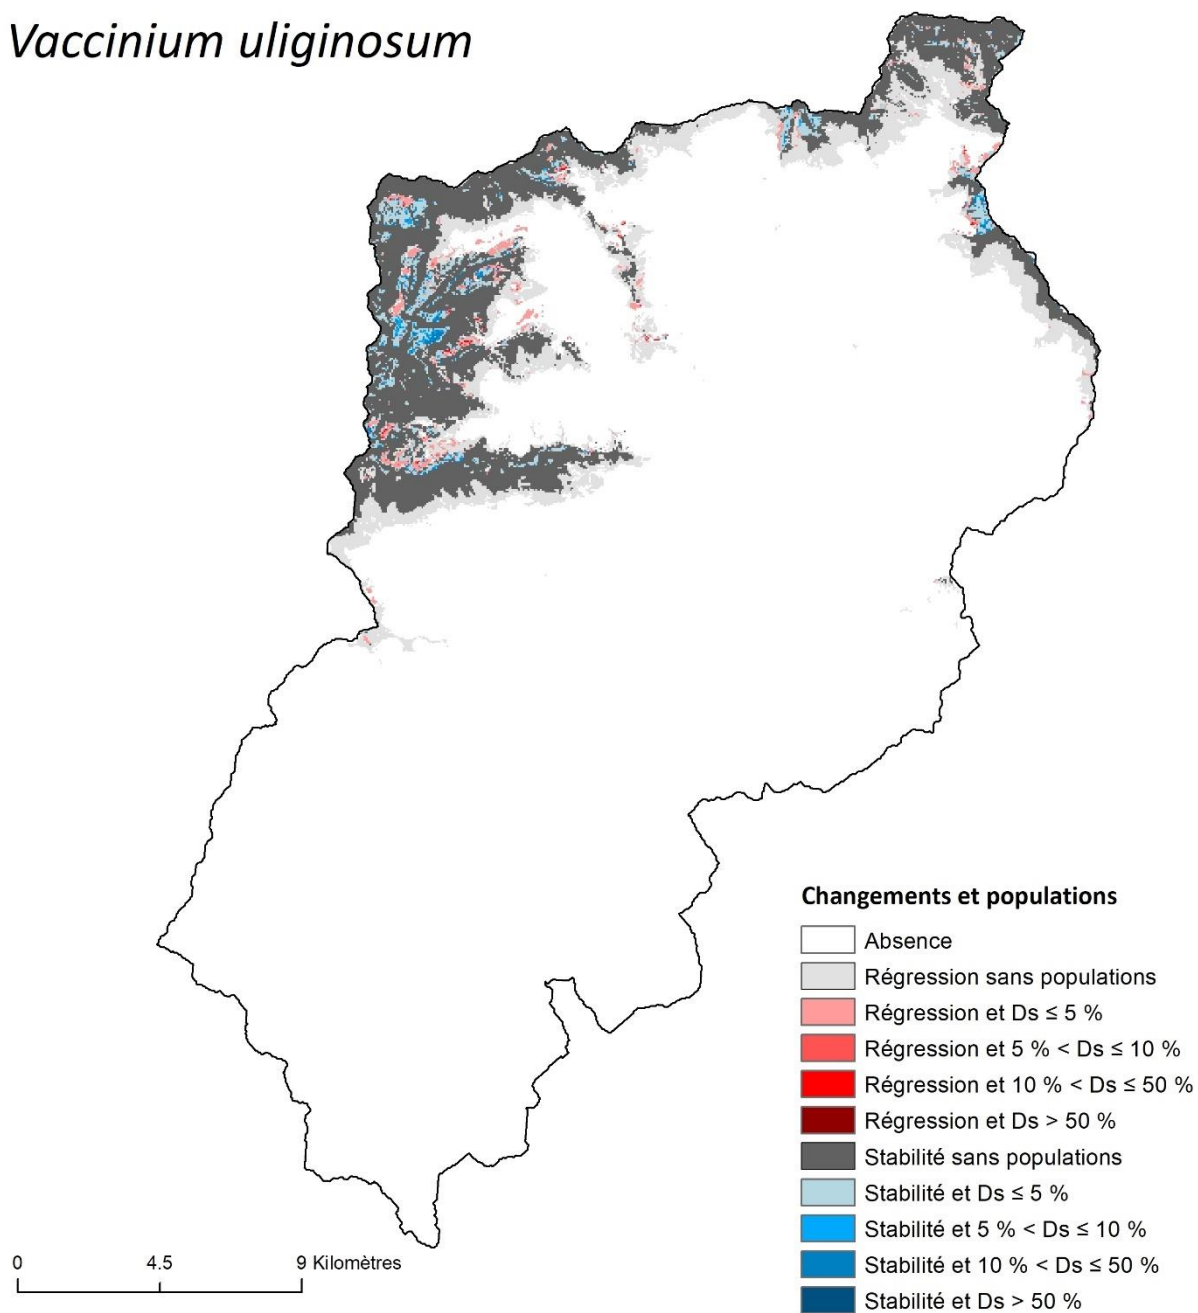 Vaccinium uliginosum
Changements et populations
Absence
Régression sans populations
Régression et Ds ≤ 5 %
Régression et 5 % < Ds ≤ 10 %
Régression et 10 % < Ds ≤ 50 %
Régression et Ds > 50 %
Stabilité sans populations
Stabilité et Ds ≤ 5 %
Stabilité et 5 % < Ds ≤ 10 %
Stabilité et 10 % < Ds ≤ 50 %
Stabilité et Ds > 50 %
0 4.5 9 Kilomètres